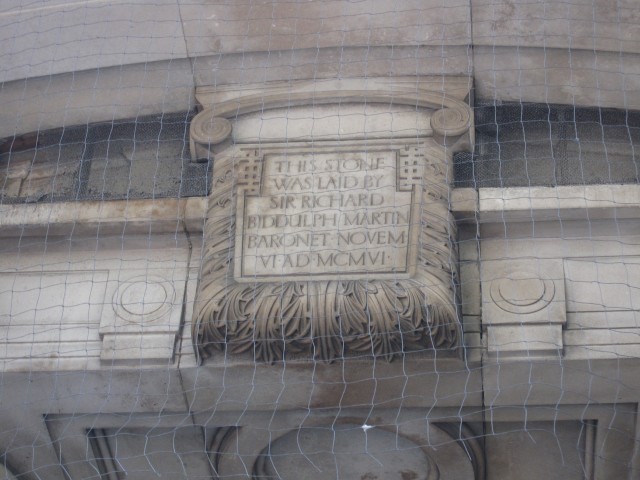 THIS STONE
WAS LAID BY
SIR RICHARD
BIDDULPH MARTIN
BARONET NOVEM
VI AD MCMVI